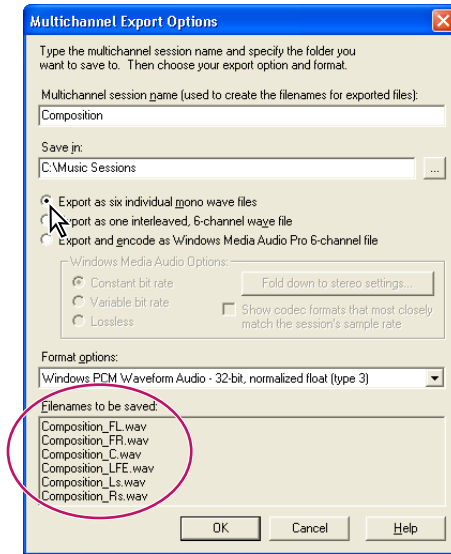 Multichannel Export Options
Type the multichannel session name and specify the folder you
want to save to. Then choose your export option and format.
Multichannel session name (used to create the filenames for exported files):
Composition
Save in:
C:\Music Sessions
...
Export as six individual mono wave files
Export as one interleaved, 6-channel wave file
Export and encode as Windows Media Audio Pro 6-channel file
Windows Media Audio Options:
Constant bit rate
Fold down to stereo settings...
Variable bit rate
Lossless
Show codec formats that most closely
match the session's sample rate
Format options:
Windows PCM Waveform Audio - 32-bit, normalized float (type 3)
Filenames to be saved:
Composition_FL.wav
Composition_FR.wav
Composition_C.wav
Composition_LFE.wav
Composition_Ls.wav
Composition_Rs.wav
OK
Cancel
Help